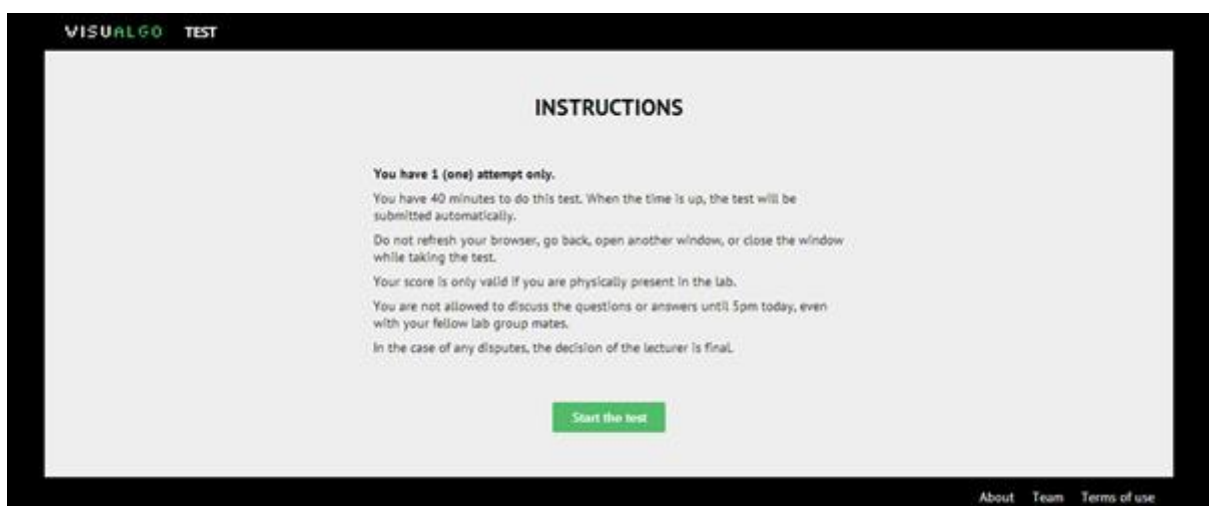 VISUALGO TEST
INSTRUCTIONS
You have 1 (one) attempt only.
You have 40 minutes to do this test. When the time is up, the test will be
submitted automatically.
Do not refresh your browser, go back, open another window, or close the window
while taking the test.
Your score is only valid if you are physically present in the lab.
You are not allowed to discuss the questions or answers until 5pm today, even
with your fellow lab group mates.
In the case of any disputes, the decision of the lecturer is final.
Start the test
About Team Terms of use